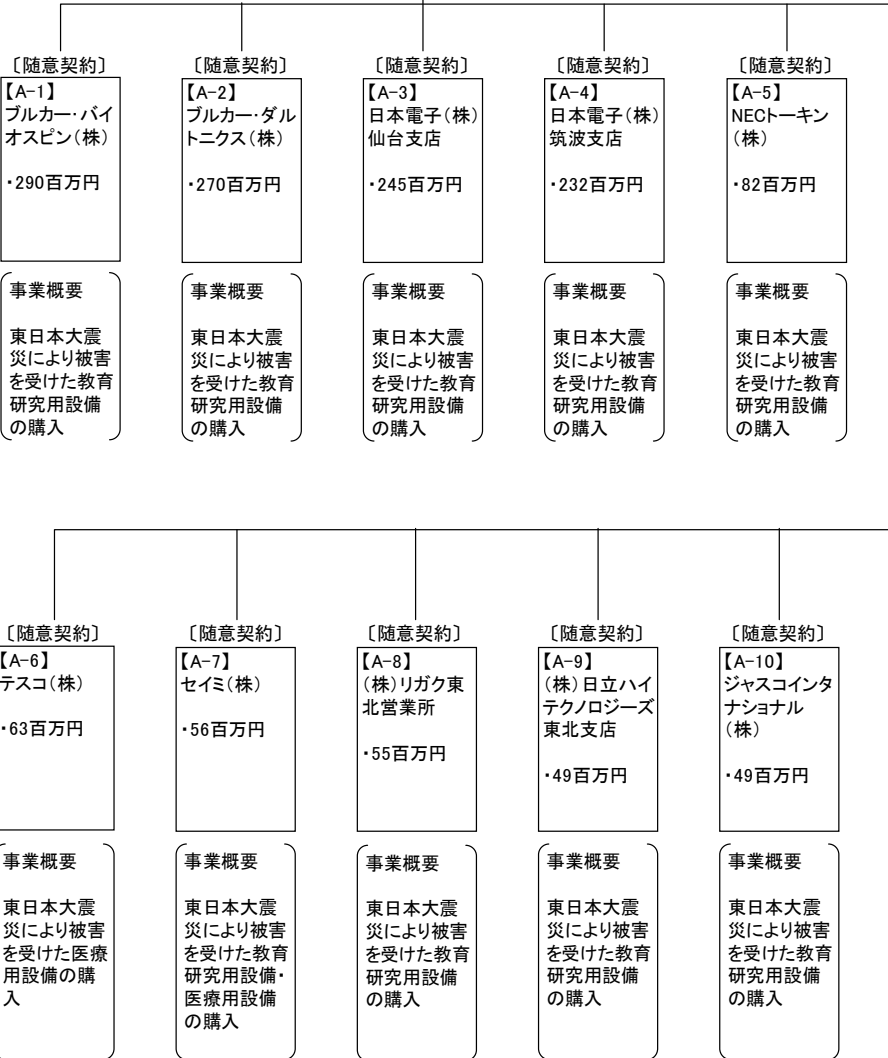 〔随意契約〕
【A-1】
ブルカー・バイ
オスピン(株)
・290百万円
事業概要
東日本大震
災により被害
を受けた教育
研究用設備
の購入
〔随意契約〕
【A-2】
ブルカー・ダル
トニクス(株)
・270百万円
事業概要
東日本大震
災により被害
を受けた教育
研究用設備
の購入
〔随意契約〕
【A-3】
日本電子(株)
仙台支店
・245百万円
事業概要
東日本大震
災により被害
を受けた教育
研究用設備
の購入
〔随意契約〕
【A-4】
日本電子(株)
筑波支店
・232百万円
事業概要
東日本大震
災により被害
を受けた教育
研究用設備
の購入
〔随意契約〕
【A-5】
NECトーキン
(株)
・82百万円
事業概要
東日本大震
災により被害
を受けた教育
研究用設備
の購入
〔随意契約〕
【A-6】
テスコ(株)
・63百万円
事業概要
東日本大震
災により被害
を受けた医療
用設備の購
入
〔随意契約〕
【A-7】
セイミ(株)
・56百万円
事業概要
東日本大震
災により被害
を受けた教育
研究用設備・
医療用設備
の購入
〔随意契約〕
【A-8】
(株)リガク東
北営業所
・55百万円
事業概要
東日本大震
災により被害
を受けた教育
研究用設備
の購入
〔随意契約〕
【A-9】
(株)日立ハイ
テクノロジーズ
東北支店
・49百万円
事業概要
東日本大震
災により被害
を受けた教育
研究用設備
の購入
〔随意契約〕
【A-10】
ジャスコインタ
ナショナル
(株)
・49百万円
事業概要
東日本大震
災により被害
を受けた教育
研究用設備
の購入